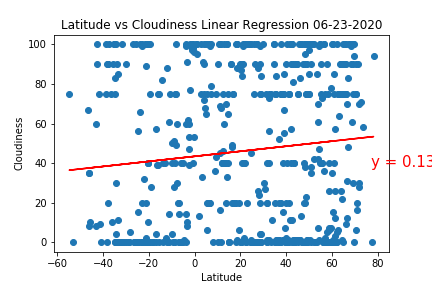 Latitude vs Cloudiness Linear Regression 06-23-2020
100
80
60
40
20
0
Cloudiness
y = 0.13
−60 −40 −20 0 20 40 60 80
Latitude